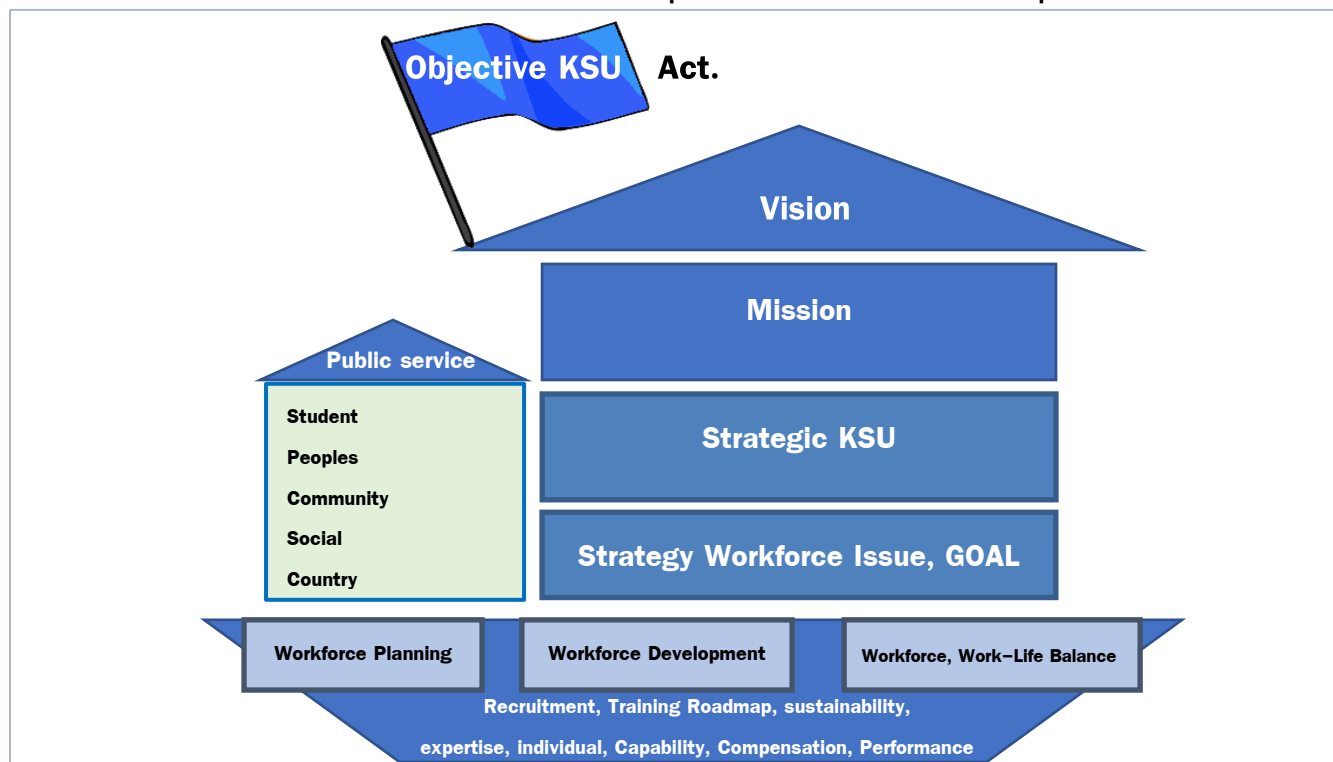 Objective KSU Act.
Vision
Mission
Public service
Student
Peoples
Community
Social
Country
Strategic KSU
Strategy Workforce Issue, GOAL
Workforce Planning
Workforce Development
Workforce, Work–Life Balance
Recruitment, Training Roadmap, sustainability,
expertise, individual, Capability, Compensation, Performance